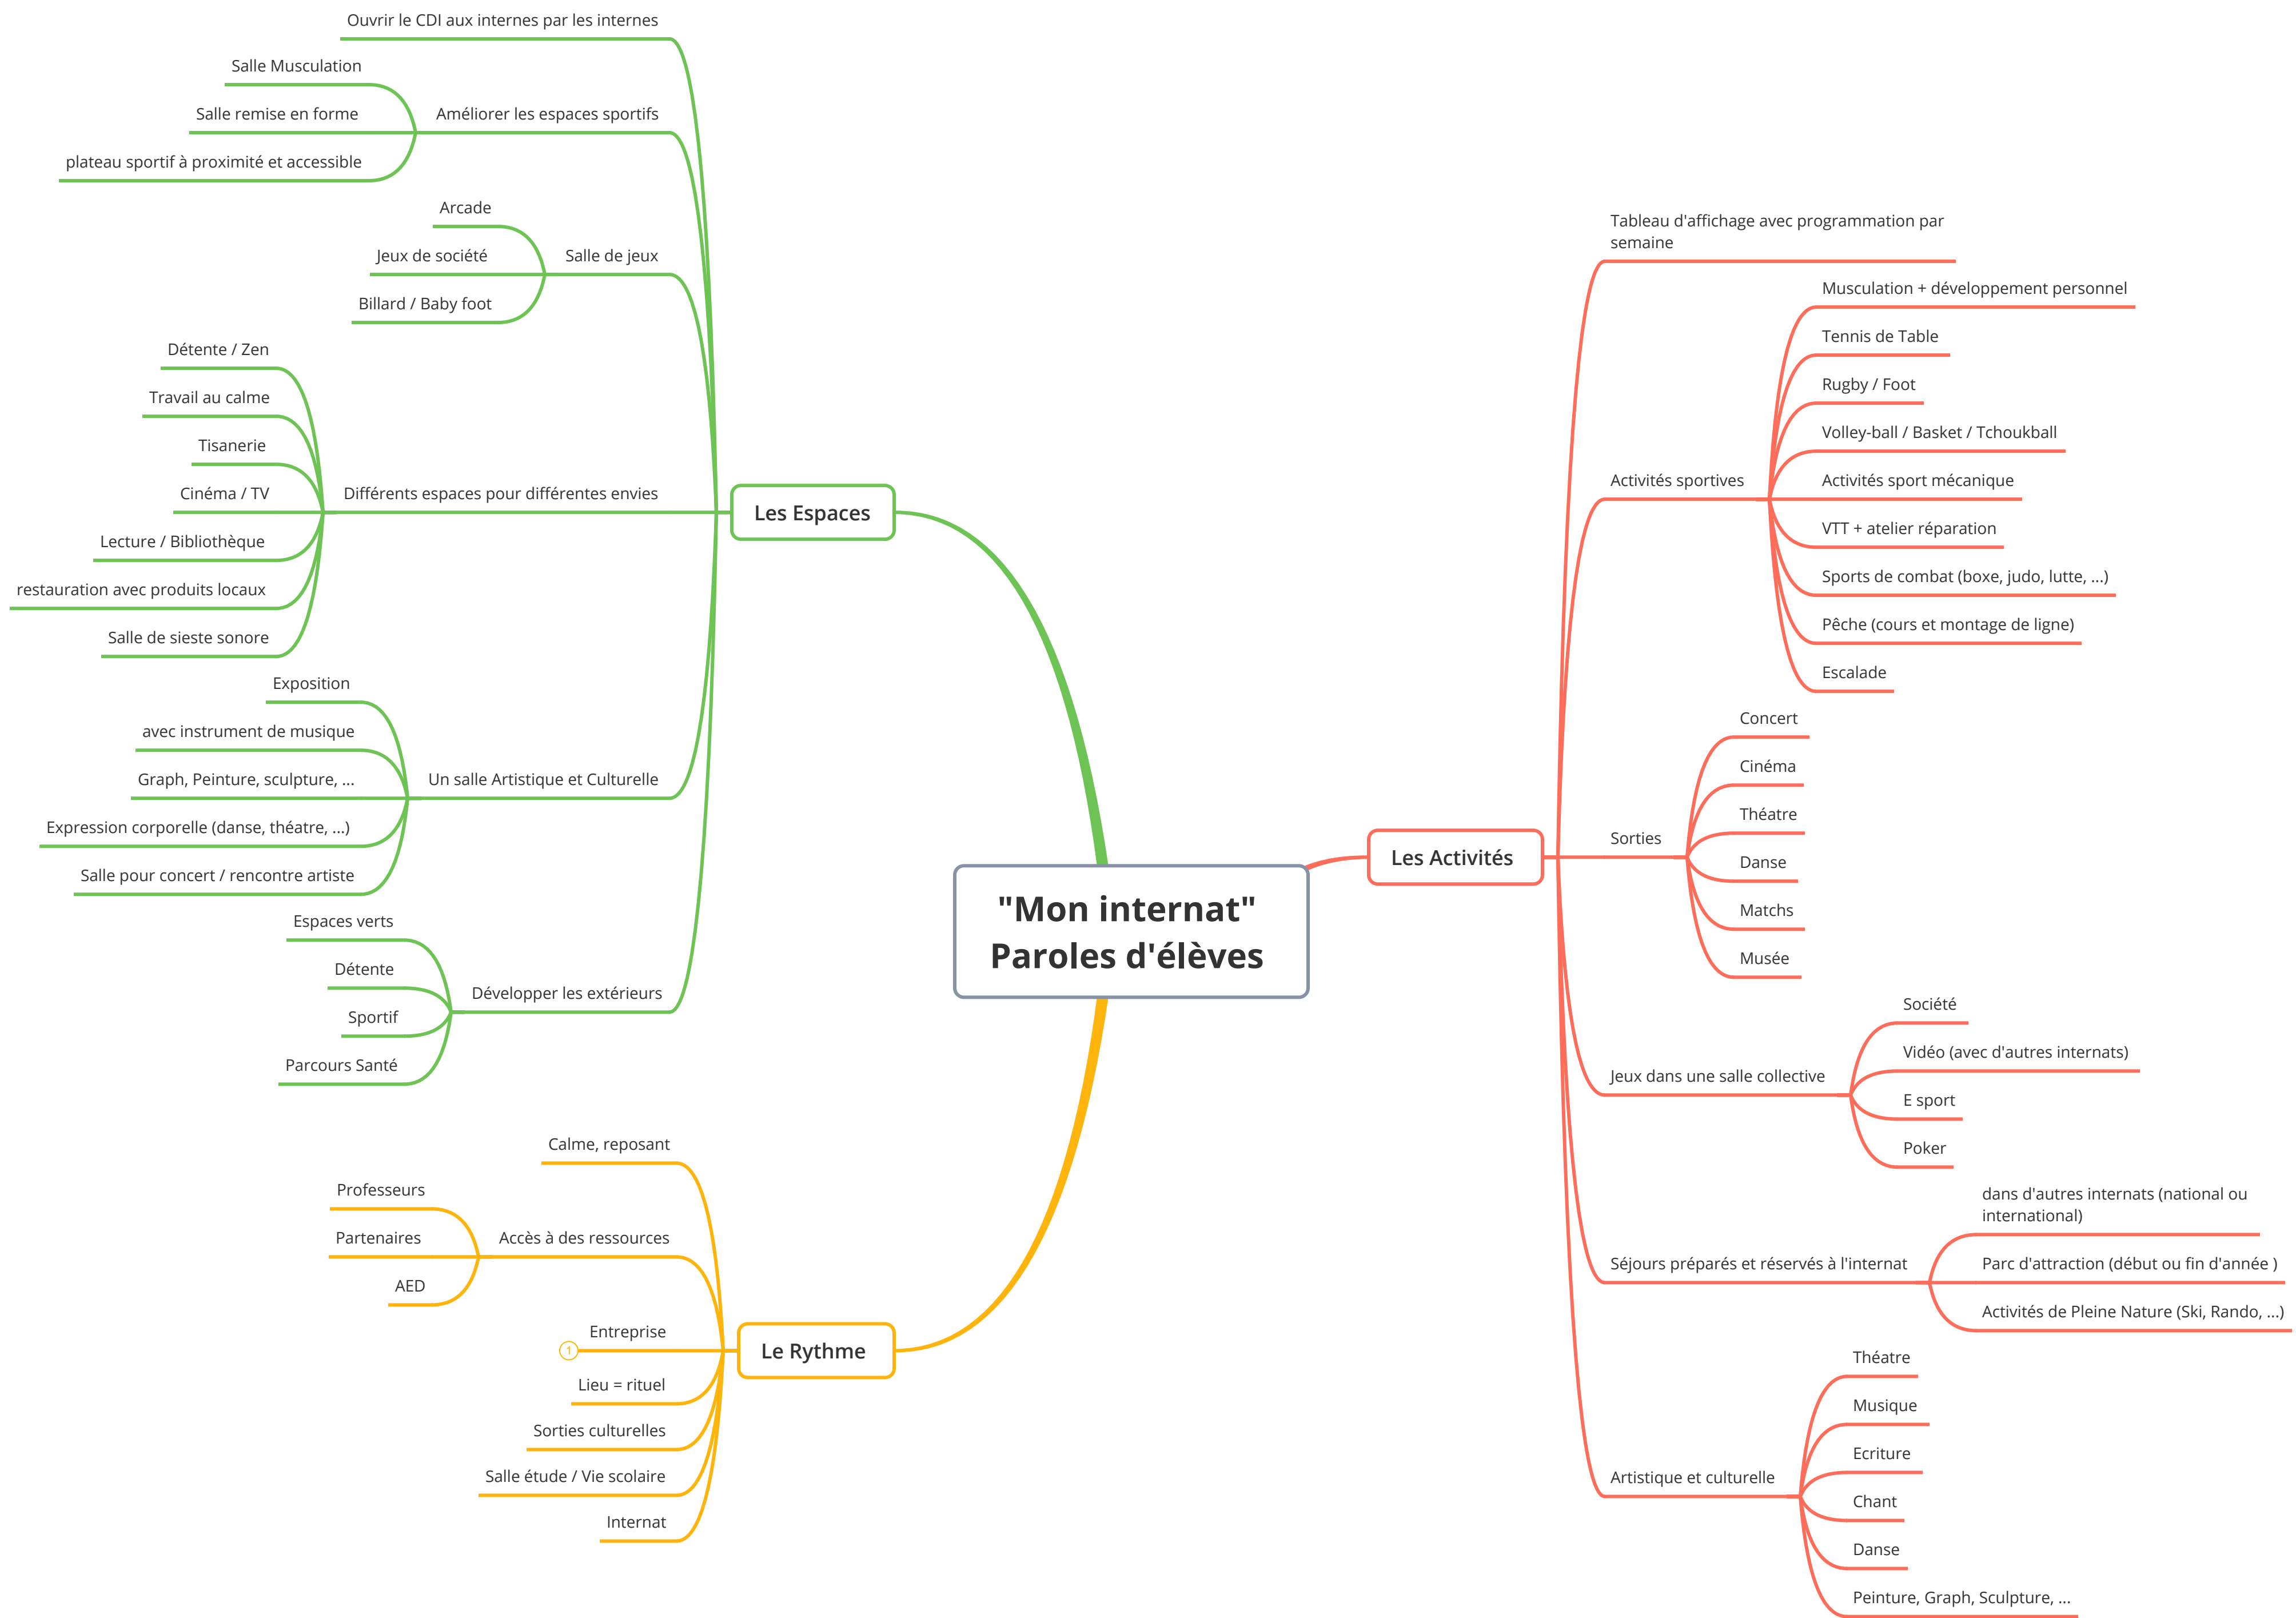 "Mon internat"
Paroles d'élèves
Les Espaces
Ouvrir le CDI aux internes par les internes
Améliorer les espaces sportifs
Salle Musculation
Salle remise en forme
plateau sportif à proximité et accessible
Salle de jeux
Arcade
Jeux de société
Billard / Baby foot
Différents espaces pour différentes envies
Détente / Zen
Travail au calme
Tisanerie
Cinéma / TV
Lecture / Bibliothèque
restauration avec produits locaux
Salle de sieste sonore
Un salle Artistique et Culturelle
Exposition
avec instrument de musique
Graph, Peinture, sculpture, ...
Expression corporelle (danse, théatre, ...)
Salle pour concert / rencontre artiste
Développer les extérieurs
Espaces verts
Détente
Sportif
Parcours Santé
Le Rythme
Calme, reposant
Accès à des ressources
Professeurs
Partenaires
AED
Entreprise
1
Lieu = rituel
Sorties culturelles
Salle étude / Vie scolaire
Internat
Les Activités
Tableau d'affichage avec programmation par
semaine
Activités sportives
Musculation + développement personnel
Tennis de Table
Rugby / Foot
Volley-ball / Basket / Tchoukball
Activités sport mécanique
VTT + atelier réparation
Sports de combat (boxe, judo, lutte, ...)
Pêche (cours et montage de ligne)
Escalade
Sorties
Concert
Cinéma
Théatre
Danse
Matchs
Musée
Jeux dans une salle collective
Société
Vidéo (avec d'autres internats)
E sport
Poker
Séjours préparés et réservés à l'internat
dans d'autres internats (national ou
international)
Parc d'attraction (début ou fin d'année )
Activités de Pleine Nature (Ski, Rando, ...)
Artistique et culturelle
Théatre
Musique
Ecriture
Chant
Danse
Peinture, Graph, Sculpture, ...